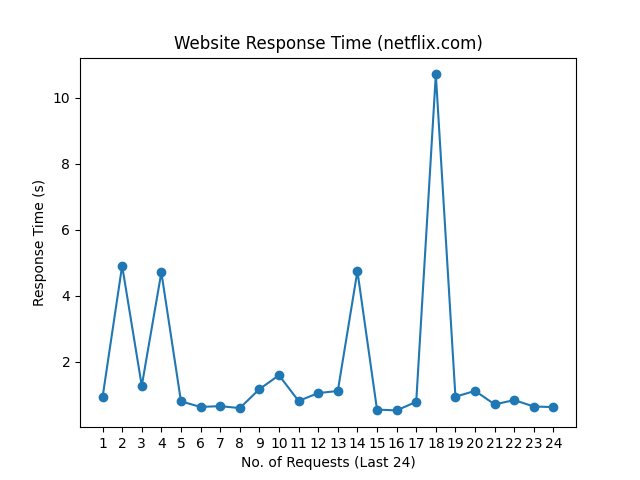 Website Response Time (netflix.com)
10
8
6
4
2
Response Time (s)
1 2 3 4 5 6 7 8 9 10 11 12 13 14 15 16 17 18 19 20 21 22 23 24
No. of Requests (Last 24)